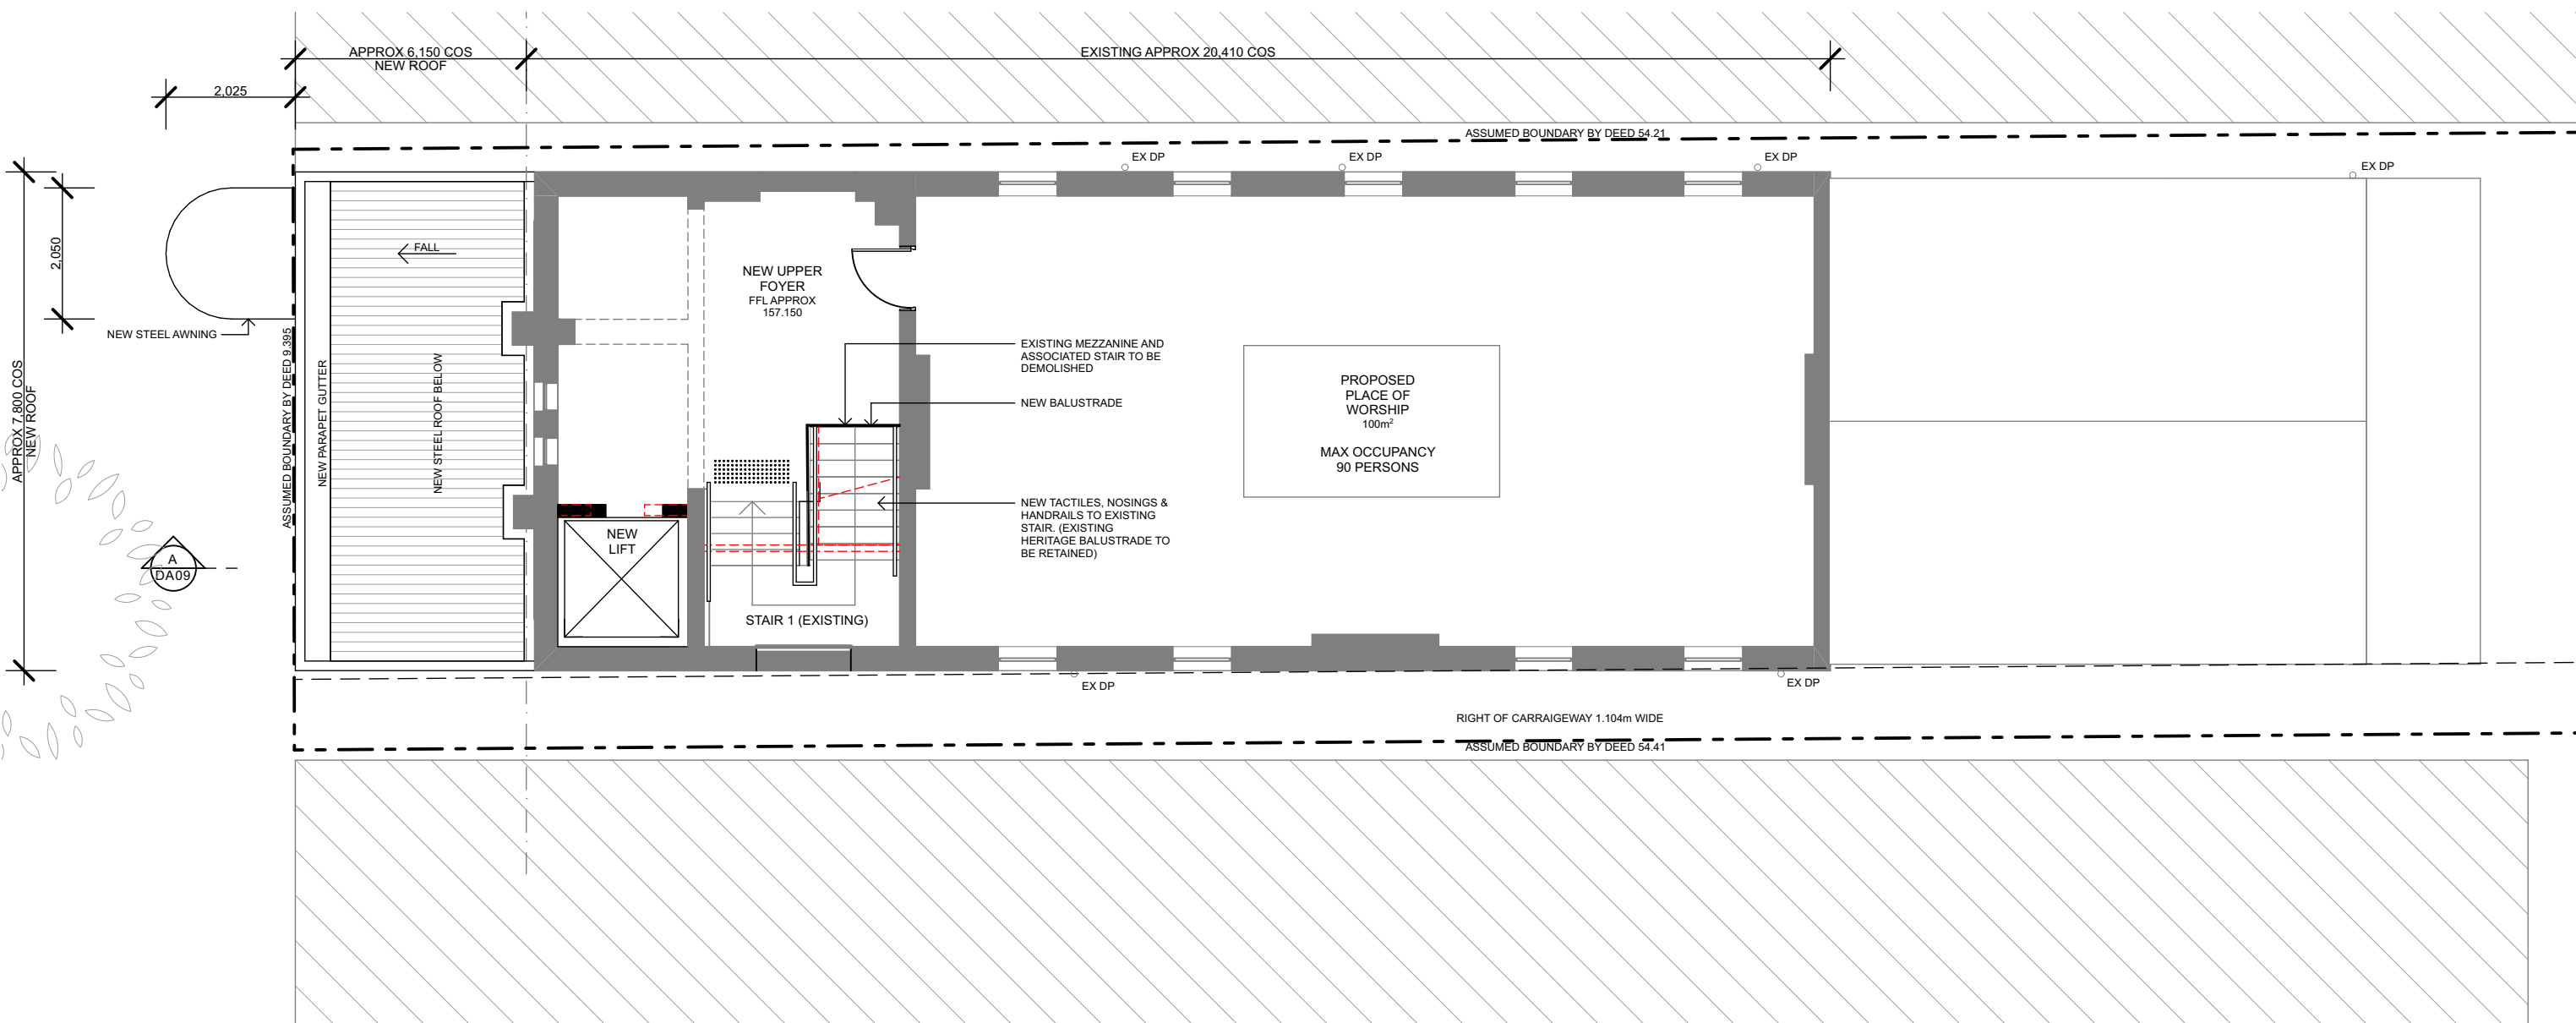 APPROX 6,150 COS
NEW ROOF
EXISTING APPROX 20,410 COS
2,025
ASSUMED BOUNDARY BY DEED 54.21
EX DP
EX DP
EX DP
EX DP
2,050
FALL
NEW UPPER
FOYER
FFL APPROX
157.150
NEW STEEL AWNING
APPROX 7,800 COS
NEW ROOF
ASSUMED BOUNDARY BY DEED 9.395
NEW PARAPET GUTTER
NEW STEEL ROOF BELOW
EXISTING MEZZANINE AND
ASSOCIATED STAIR TO BE
DEMOLISHED
NEW BALUSTRADE
PROPOSED
PLACE OF
WORSHIP
100m²
MAX OCCUPANCY
90 PERSONS
NEW TACTILES, NOSINGS &
HANDRAILS TO EXISTING
STAIR. (EXISTING
HERITAGE BALUSTRADE TO
BE RETAINED)
NEW
LIFT
A
DA09
STAIR 1 (EXISTING)
EX DP
EX DP
RIGHT OF CARRAIGEWAY 1.104m WIDE
ASSUMED BOUNDARY BY DEED 54.41